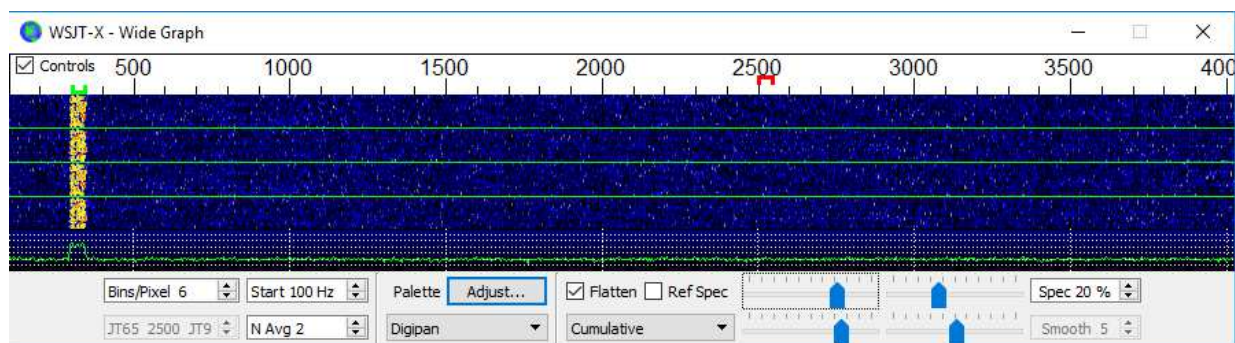 WSJT-X - Wide Graph
Controls 500 1000 1500 2000 2500 3000 3500 400
Bins/Pixel 6 Start 100 Hz Palette Adjust... Flatten Ref Spec Spec 20 %
JT65 2500 JT9 N Avg 2 Digipan Cumulative Smooth 5